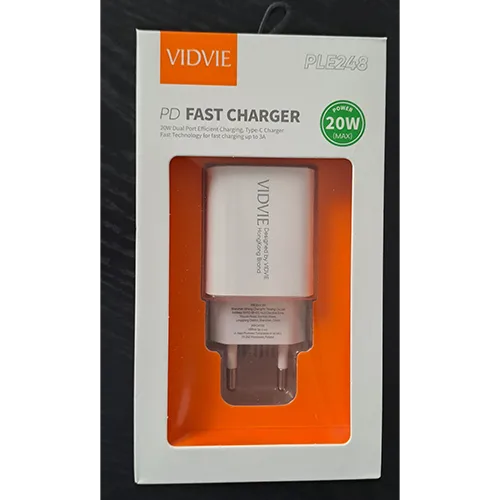 VIDVIE
PLE248
PD FAST CHARGER
20W Dual Port Efficient Charging, Type-C Charger
Fast Technology for fast charging up to 3A
POWER
20W
(MAX)
VIDVIE
Designed by VIDVIE
HongKong Brand